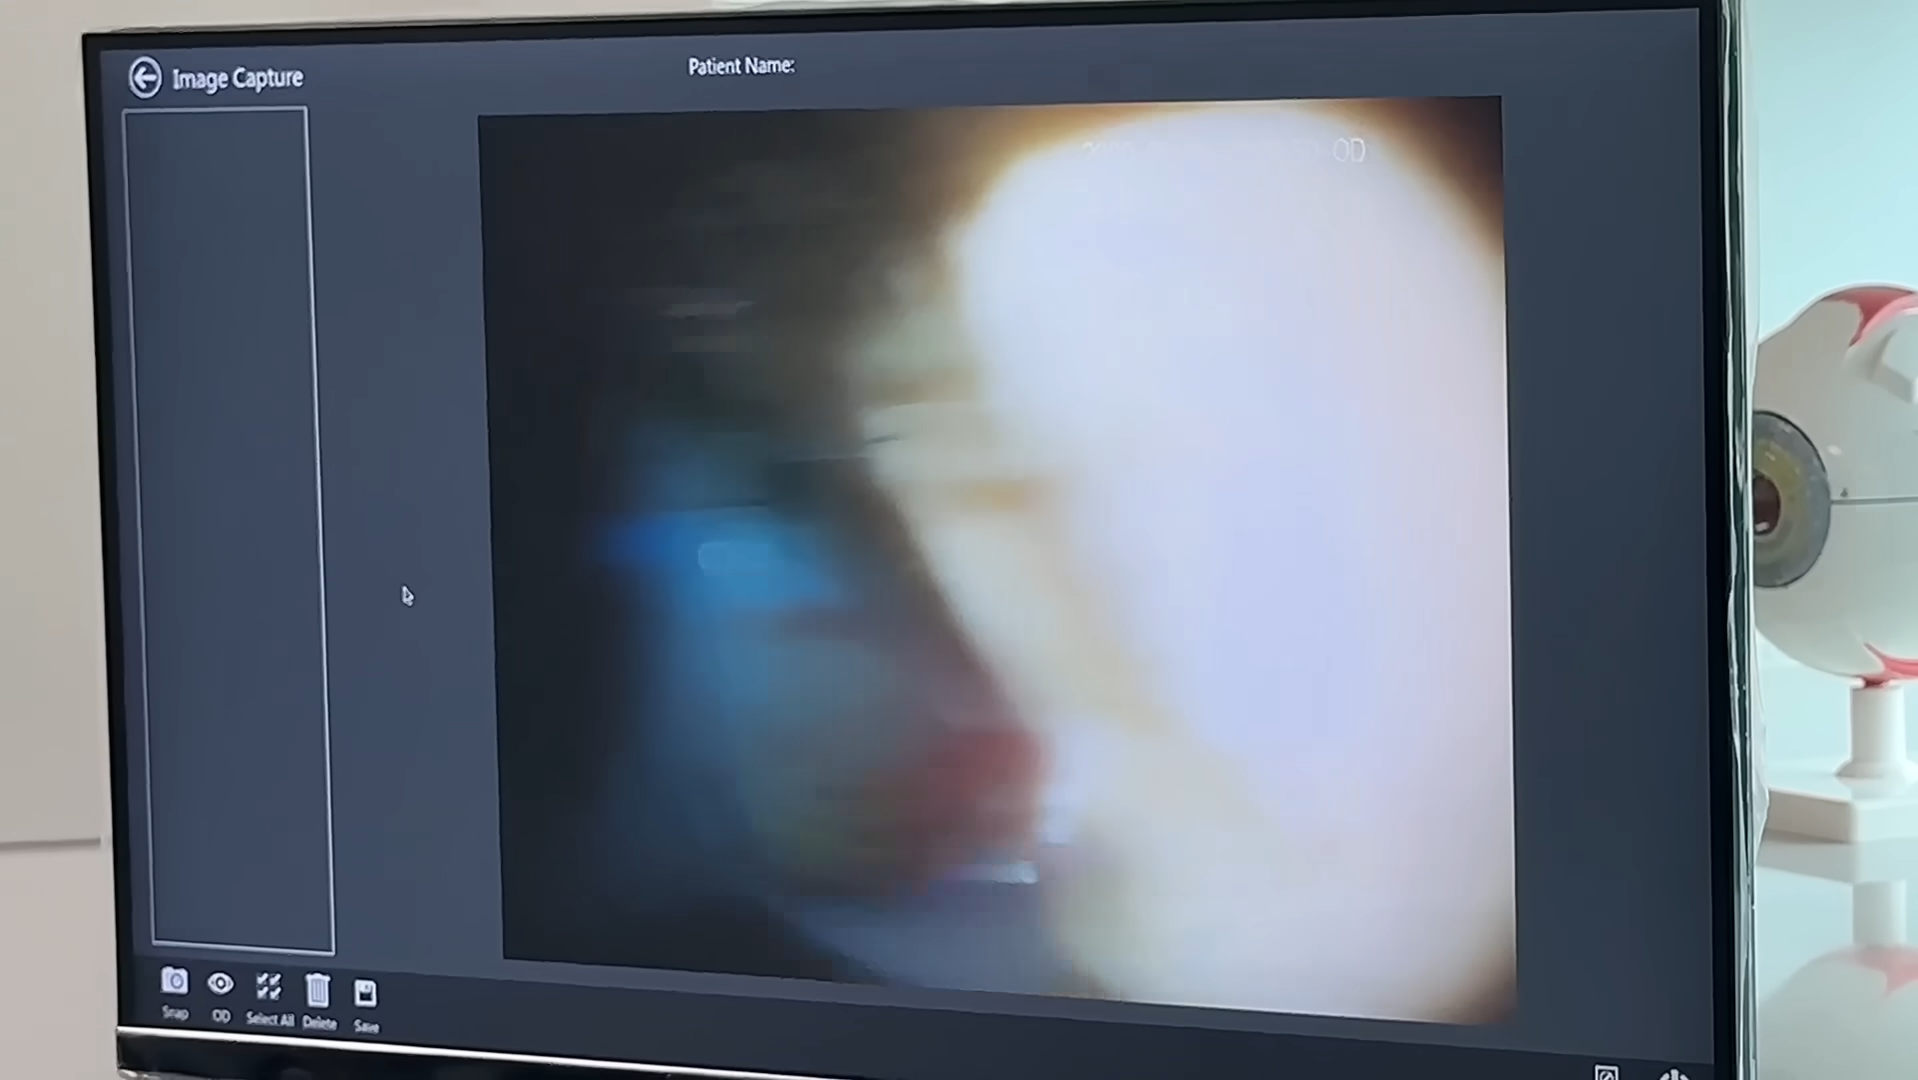 Image Capture
Patient Name:
OD
Snap
OD
Select All
Delete
Save